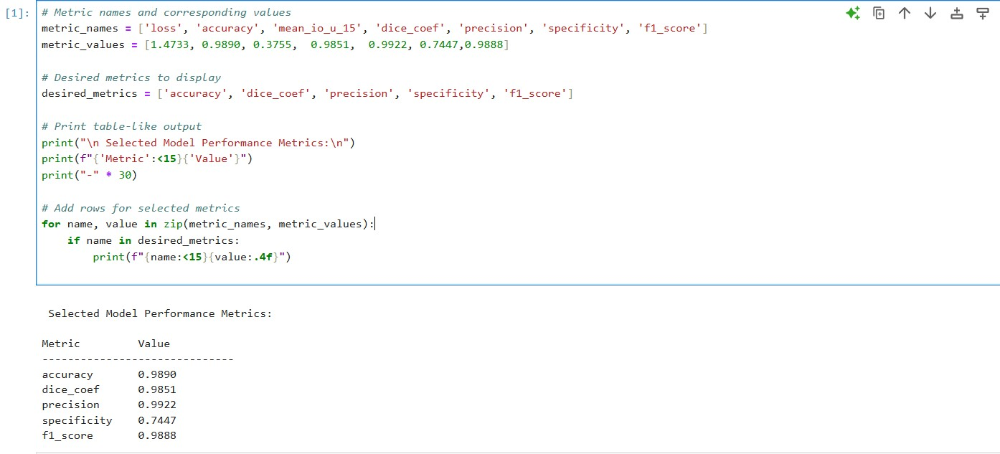 [1]:
# Metric names and corresponding values
metric_names = ['loss', 'accuracy', 'mean_io_u_15', 'dice_coef', 'precision', 'specificity', 'f1_score']
metric_values = [1.4733, 0.9890, 0.3755,  0.9851,  0.9922, 0.7447,0.9888]

# Desired metrics to display
desired_metrics = ['accuracy', 'dice_coef', 'precision', 'specificity', 'f1_score']

# Print table-like output
print("\n Selected Model Performance Metrics:\n")
print(f"{'Metric':<15}{'Value'}")
print("-" * 30)

# Add rows for selected metrics
for name, value in zip(metric_names, metric_values):
    if name in desired_metrics:
        print(f"{name:<15}{value:.4f}")

 Selected Model Performance Metrics:

Metric         Value
------------------------------
accuracy       0.9890
dice_coef      0.9851
precision      0.9922
specificity    0.7447
f1_score       0.9888